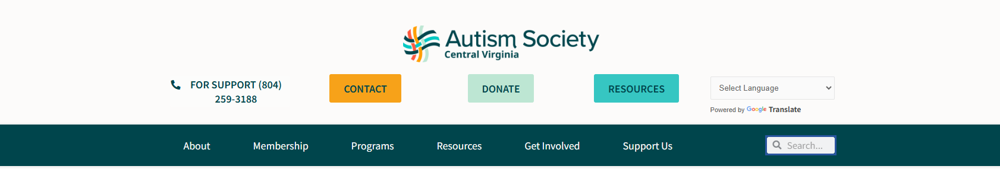 Autism Society
Central Virginia
FOR SUPPORT (804)
259-3188
CONTACT
DONATE
RESOURCES
Select Language
Powered by Google Translate
About
Membership
Programs
Resources
Get Involved
Support Us
Search...